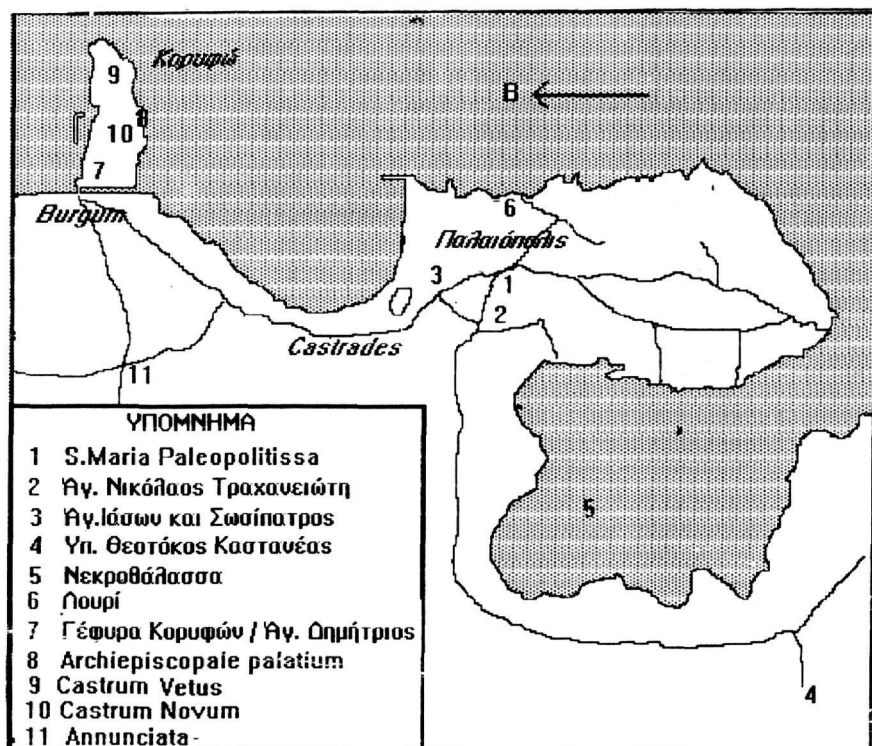 Κορυφώ
9
B
10
8
7
Burgum
6
Παλαιόπολις
3
1
2
Castrades
11
5
4
ΥΠΟΜΝΗΜΑ
1 S.Maria Paleopolitissa
2 Άγ. Νικόλαος Τραχανειώτη
3 Άγ.Ιάσων και Σωσίπατρος
4 Υπ. Θεοτόκος Καστανέας
5 Νεκροθάλασσα
6 Λουρί
7 Γέφυρα Κορυφών / Άγ. Δημήτριος
8 Archiepiscopale palatium
9 Castrum Vetus
10 Castrum Novum
11 Annunciata